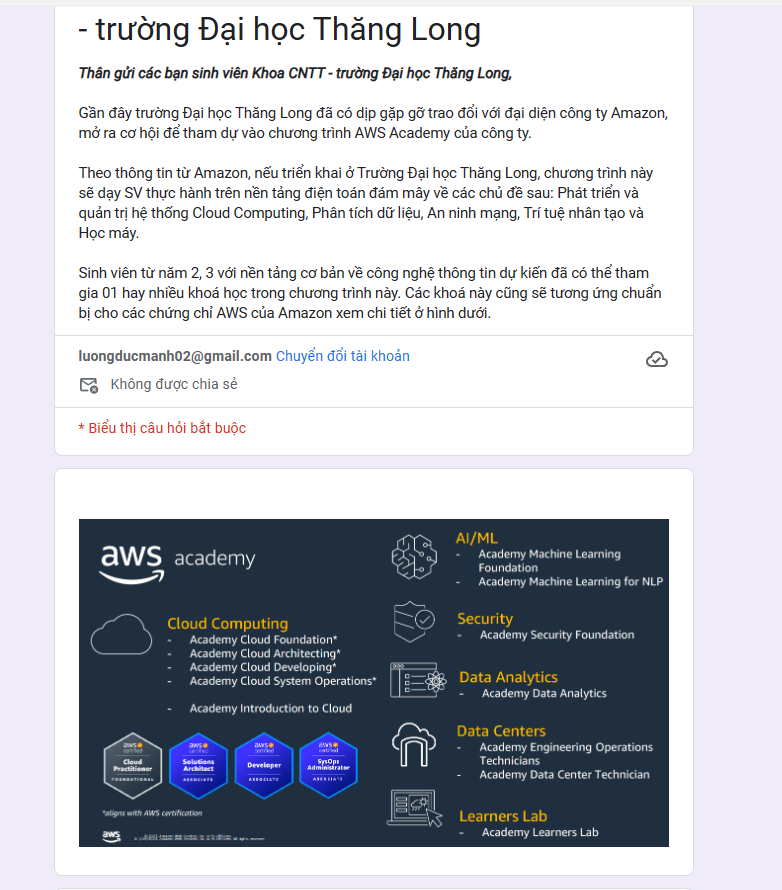 - trường Đại học Thăng Long
Thân gửi các bạn sinh viên Khoa CNTT - trường Đại học Thăng Long,
Gần đây trường Đại học Thăng Long đã có dịp gặp gỡ trao đổi với đại diện công ty Amazon,
mở ra cơ hội để tham dự vào chương trình AWS Academy của công ty.
Theo thông tin từ Amazon, nếu triển khai ở Trường Đại học Thăng Long, chương trình này
sẽ dạy SV thực hành trên nền tảng điện toán đám mây về các chủ đề sau: Phát triển và
quản trị hệ thống Cloud Computing, Phân tích dữ liệu, An ninh mạng, Trí tuệ nhân tạo và
Học máy.
Sinh viên từ năm 2, 3 với nền tảng cơ bản về công nghệ thông tin dự kiến đã có thể tham
gia 01 hay nhiều khoá học trong chương trình này. Các khoá này cũng sẽ tương ứng chuẩn
bị cho các chứng chỉ AWS của Amazon xem chi tiết ở hình dưới.
luongducmanh02@gmail.com Chuyển đổi tài khoản
Không được chia sẻ
* Biểu thị câu hỏi bắt buộc
aws academy
Cloud Computing
- Academy Cloud Foundation*
- Academy Cloud Architecting*
- Academy Cloud Developing*
- Academy Cloud System Operations*
- Academy Introduction to Cloud
aws certified
Cloud
Practitioner
FOUNDATIONAL
aws certified
Solutions
Architect
ASSOCIATE
aws certified
Developer
ASSOCIATE
aws certified
SysOps
Administrator
ASSOCIATE
*aligns with AWS certification
aws
AI/ML
- Academy Machine Learning
Foundation
- Academy Machine Learning for NLP
Security
- Academy Security Foundation
Data Analytics
- Academy Data Analytics
Data Centers
- Academy Engineering Operations
Technicians
- Academy Data Center Technician
Learners Lab
- Academy Learners Lab